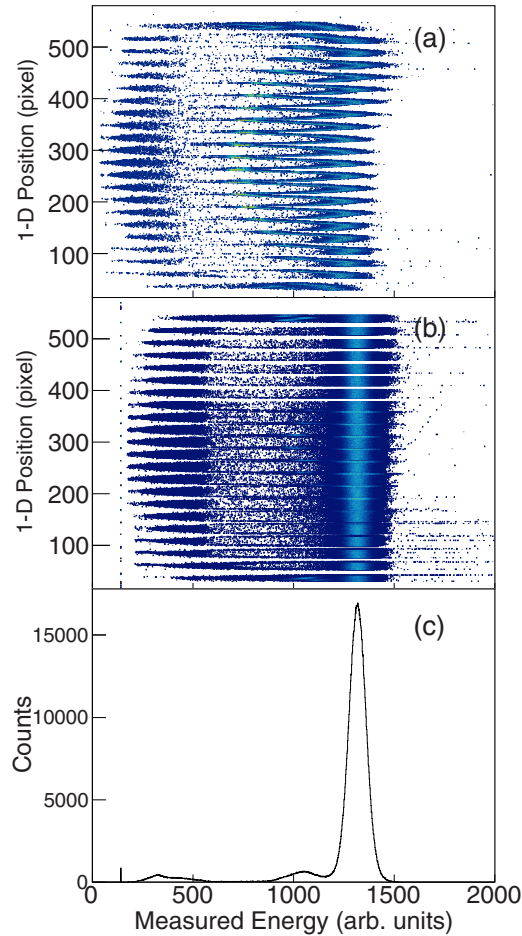 (a)
500
400
300
200
100
1-D Position (pixel)
(b)
500
400
300
200
100
1-D Position (pixel)
(c)
15000
10000
5000
0
Counts
0 500 1000 1500 2000
Measured Energy (arb. units)